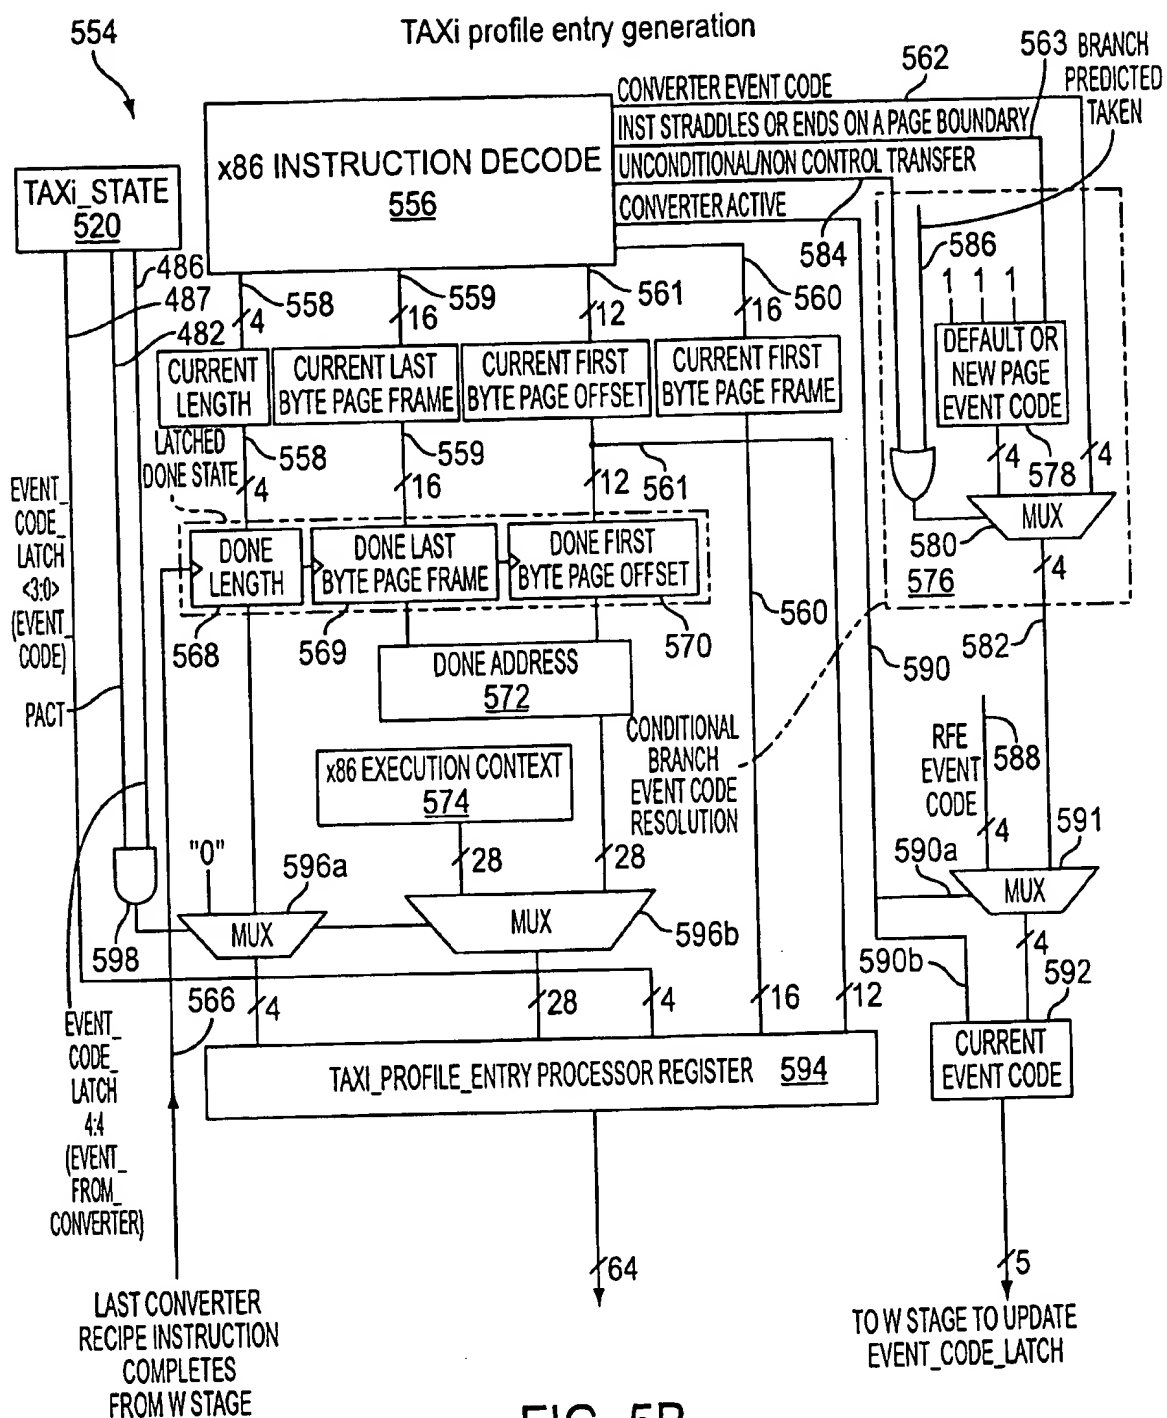 TAXi profile entry generation
554
562
563
BRANCH
PREDICTED
TAKEN
CONVERTER EVENT CODE
INST STRADDLES OR ENDS ON A PAGE BOUNDARY
UNCONDITIONAL/NON CONTROL TRANSFER
CONVERTER ACTIVE
x86 INSTRUCTION DECODE
556
TAXi_STATE
520
584
586
486
487
482
558
559
561
560
4
16
12
16
1
1
1
DEFAULT OR
NEW PAGE
EVENT CODE
CURRENT
LENGTH
CURRENT LAST
BYTE PAGE FRAME
CURRENT FIRST
BYTE PAGE OFFSET
CURRENT FIRST
BYTE PAGE FRAME
LATCHED
DONE STATE
558
559
561
4
16
12
4
578
4
MUX
580
576
4
EVENT_
CODE_
LATCH
<3:0>
(EVENT_
CODE)
PACT
DONE
LENGTH
DONE LAST
BYTE PAGE FRAME
DONE FIRST
BYTE PAGE OFFSET
568
569
570
560
590
582
DONE ADDRESS
572
x86 EXECUTION CONTEXT
574
CONDITIONAL
BRANCH
EVENT CODE
RESOLUTION
RFE
EVENT
CODE
588
4
"0"
596a
28
28
590a
591
MUX
MUX
596b
MUX
598
590b
4
592
566
4
28
4
16
12
EVENT_
CODE_
LATCH
4:4
(EVENT_
FROM_
CONVERTER)
TAXI_PROFILE_ENTRY PROCESSOR REGISTER 594
CURRENT
EVENT CODE
64
5
LAST CONVERTER
RECIPE INSTRUCTION
COMPLETES
FROM W STAGE
TO W STAGE TO UPDATE
EVENT_CODE_LATCH
FIG. 5B